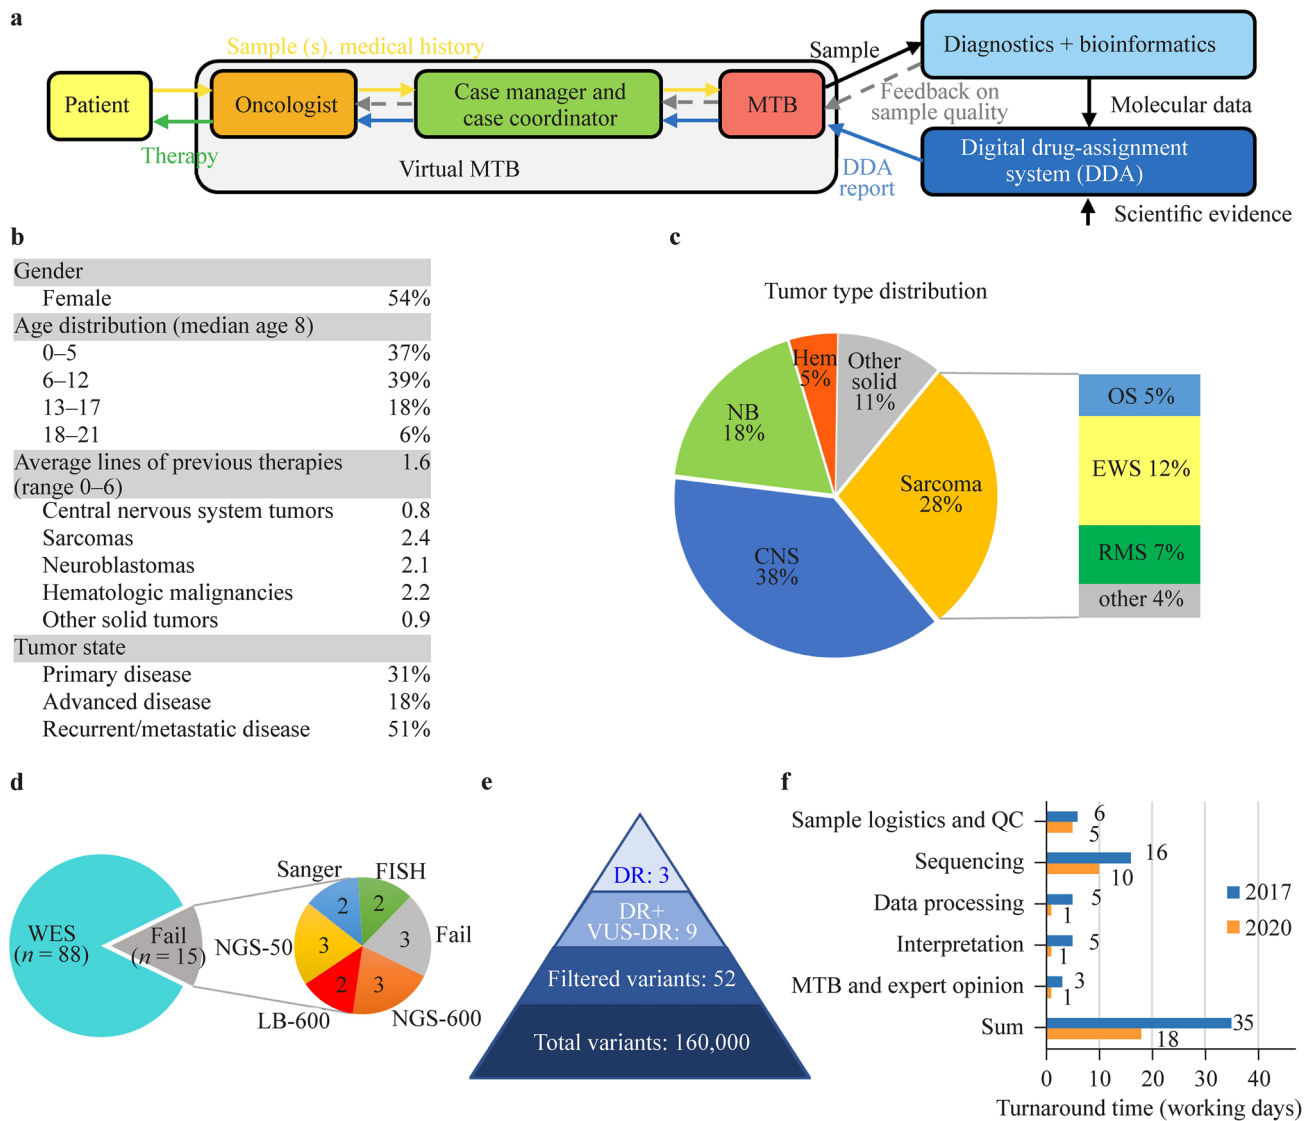 a
Sample (s). medical history
Patient
Oncologist
Case manager and
case coordinator
MTB
Virtual MTB
Therapy
Sample
Diagnostics + bioinformatics
Feedback on
sample quality
Molecular data
Digital drug-assignment
system (DDA)
DDA
report
Scientific evidence
b
Gender
Female 54%
Age distribution (median age 8)
0–5 37%
6–12 39%
13–17 18%
18–21 6%
Average lines of previous therapies 1.6
(range 0–6)
Central nervous system tumors 0.8
Sarcomas 2.4
Neuroblastomas 2.1
Hematologic malignancies 2.2
Other solid tumors 0.9
Tumor state
Primary disease 31%
Advanced disease 18%
Recurrent/metastatic disease 51%
c
Tumor type distribution
Hem
5%
Other
solid
11%
NB
18%
Sarcoma
28%
CNS
38%
OS 5%
EWS 12%
RMS 7%
other 4%
d
WES
(n = 88)
Fail
(n = 15)
Sanger
FISH
NGS-50
Fail
LB-600
NGS-600
2
2
3
3
2
3
e
DR: 3
DR+
VUS-DR: 9
Filtered variants: 52
Total variants: 160,000
f
Sample logistics and QC 6
5
Sequencing 16
10
Data processing 5
1
Interpretation 5
1
MTB and expert opinion 3
1
Sum 35
18
2017
2020
0 10 20 30 40
Turnaround time (working days)